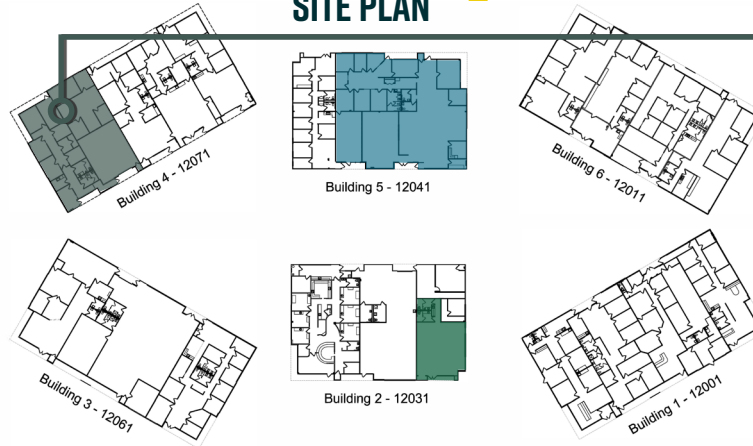 SITE PLAN
Building 4 - 12071
Building 5 - 12041
Building 6 - 12011
Building 3 - 12061
Building 2 - 12031
Building 1 - 12001